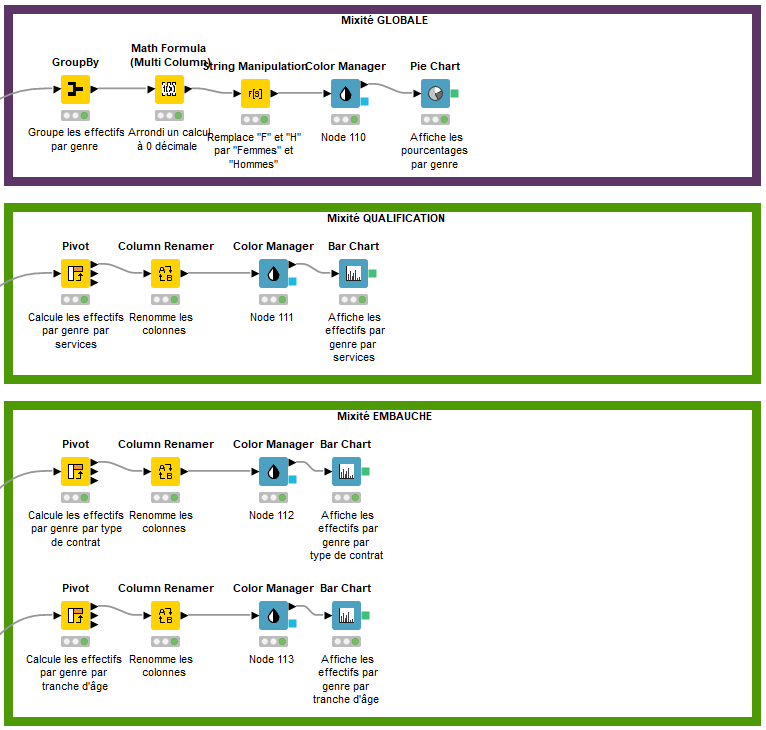 Mixité GLOBALE
GroupBy
Math Formula
(Multi Column)
String Manipulation
Color Manager
Pie Chart
Groupe les effectifs
par genre
Arrondi un calcul
à 0 décimale
Remplace "F" et "H"
par "Femmes" et
"Hommes"
Node 110
Affiche les
pourcentages
par genre
Mixité QUALIFICATION
Pivot
Column Renamer
Color Manager
Bar Chart
Calcule les effectifs
par genre par
services
Renomme les
colonnes
Node 111
Affiche les
effectifs par
genre par
services
Mixité EMBAUCHE
Pivot
Column Renamer
Color Manager
Bar Chart
Calcule les effectifs
par genre par type
de contrat
Renomme les
colonnes
Node 112
Affiche les
effectifs par
genre par
type de contrat
Pivot
Column Renamer
Color Manager
Bar Chart
Calcule les effectifs
par genre par
tranche d'âge
Renomme les
colonnes
Node 113
Affiche les
effectifs par
genre par
tranche d'âge